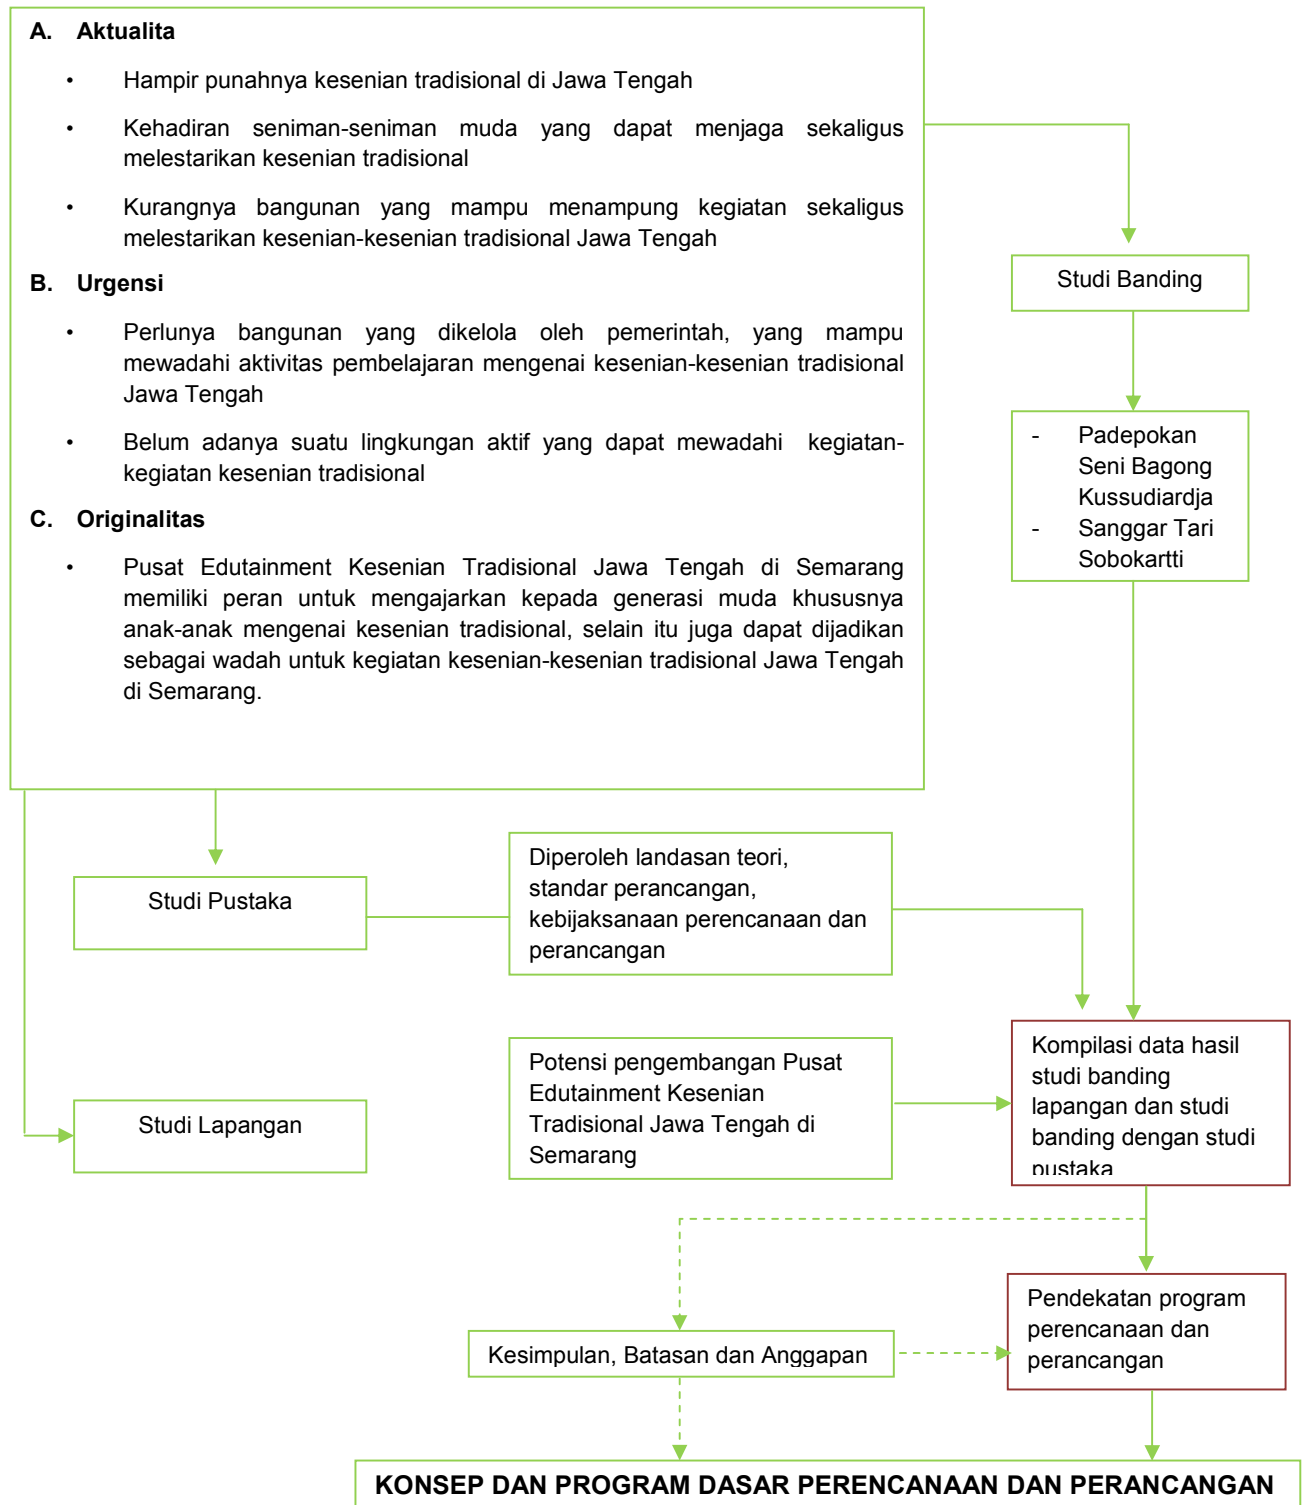 A. Aktualita
• Hampir punahnya kesenian tradisional di Jawa Tengah
• Kehadiran seniman-seniman muda yang dapat menjaga sekaligus
melestarikan kesenian tradisional
• Kurangnya bangunan yang mampu menampung kegiatan sekaligus
melestarikan kesenian-kesenian tradisional Jawa Tengah
B. Urgensi
• Perlunya bangunan yang dikelola oleh pemerintah, yang mampu
mewadahi aktivitas pembelajaran mengenai kesenian-kesenian tradisional
Jawa Tengah
• Belum adanya suatu lingkungan aktif yang dapat mewadahi kegiatan-
kegiatan kesenian tradisional
C. Originalitas
• Pusat Edutainment Kesenian Tradisional Jawa Tengah di Semarang
memiliki peran untuk mengajarkan kepada generasi muda khususnya
anak-anak mengenai kesenian tradisional, selain itu juga dapat dijadikan
sebagai wadah untuk kegiatan kesenian-kesenian tradisional Jawa Tengah
di Semarang.
Studi Banding
- Padepokan
Seni Bagong
Kussudiardja
- Sanggar Tari
Sobokartti
Studi Pustaka
Diperoleh landasan teori,
standar perancangan,
kebijaksanaan perencanaan dan
perancangan
Studi Lapangan
Potensi pengembangan Pusat
Edutainment Kesenian
Tradisional Jawa Tengah di
Semarang
Kompilasi data hasil
studi banding
lapangan dan studi
banding dengan studi
pustaka
Pendekatan program
perencanaan dan
perancangan
Kesimpulan, Batasan dan Anggapan
KONSEP DAN PROGRAM DASAR PERENCANAAN DAN PERANCANGAN